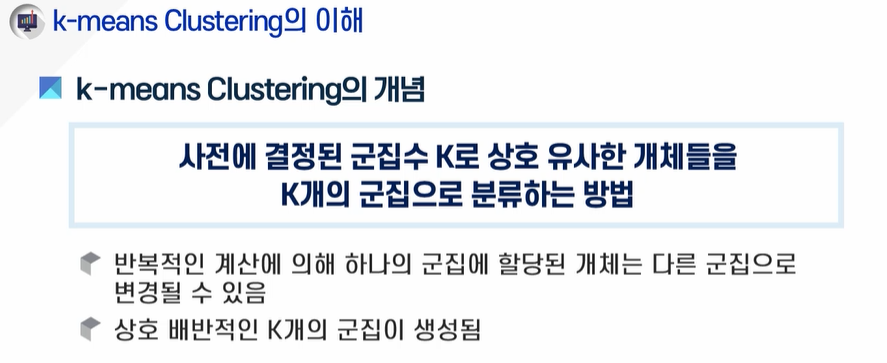 k-means Clustering의 이해
k-means Clustering의 개념
사전에 결정된 군집수 K로 상호 유사한 개체들을
K개의 군집으로 분류하는 방법
반복적인 계산에 의해 하나의 군집에 할당된 개체는 다른 군집으로
변경될 수 있음
상호 배반적인 K개의 군집이 생성됨